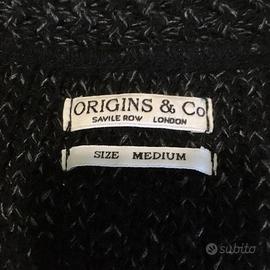 ORIGINS & Co
SAVILE ROW LONDON
SIZE MEDIUM
subito